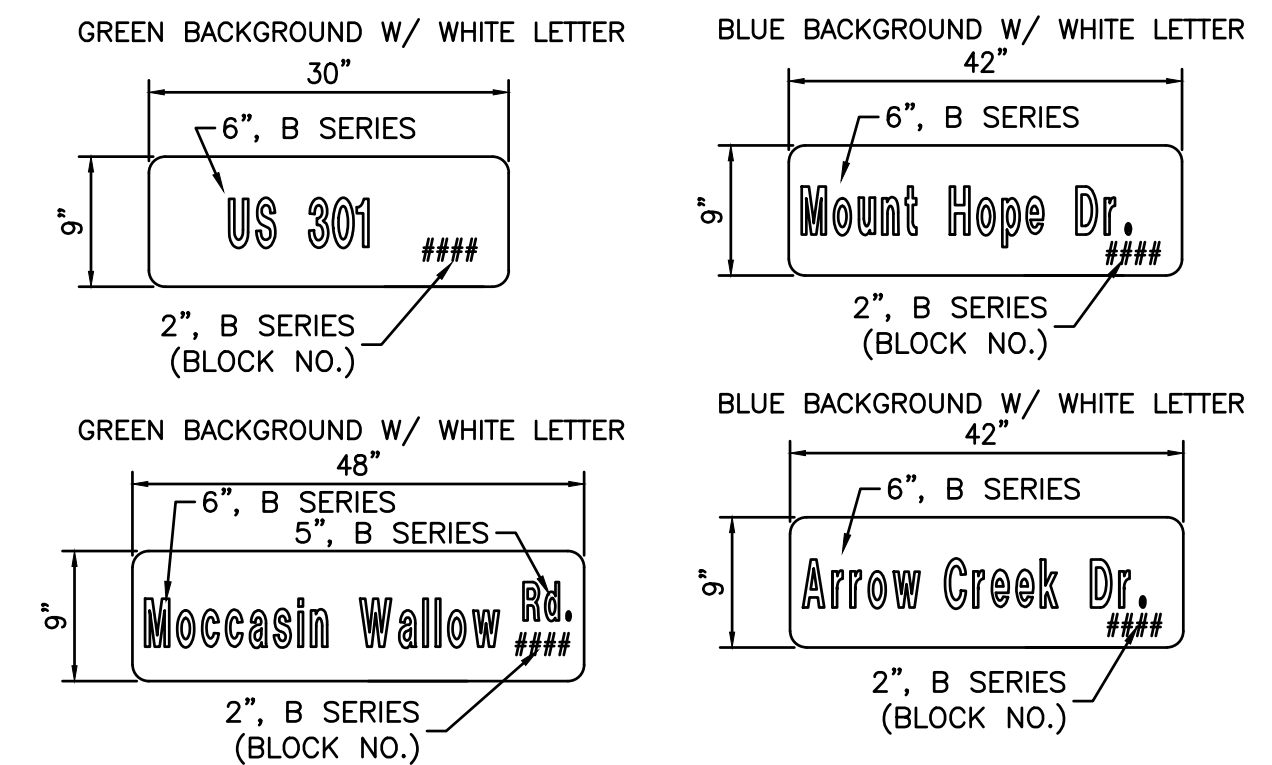 GREEN BACKGROUND W/ WHITE LETTER
30”
6”, B SERIES
9”
US 301
####
2”, B SERIES
(BLOCK NO.)
BLUE BACKGROUND W/ WHITE LETTER
42”
6”, B SERIES
9”
Mount Hope Dr.
####
2”, B SERIES
(BLOCK NO.)
GREEN BACKGROUND W/ WHITE LETTER
48”
6”, B SERIES
5”, B SERIES
9”
Moccasin Wallow Rd.
####
2”, B SERIES
(BLOCK NO.)
BLUE BACKGROUND W/ WHITE LETTER
42”
6”, B SERIES
9”
Arrow Creek Dr.
####
2”, B SERIES
(BLOCK NO.)